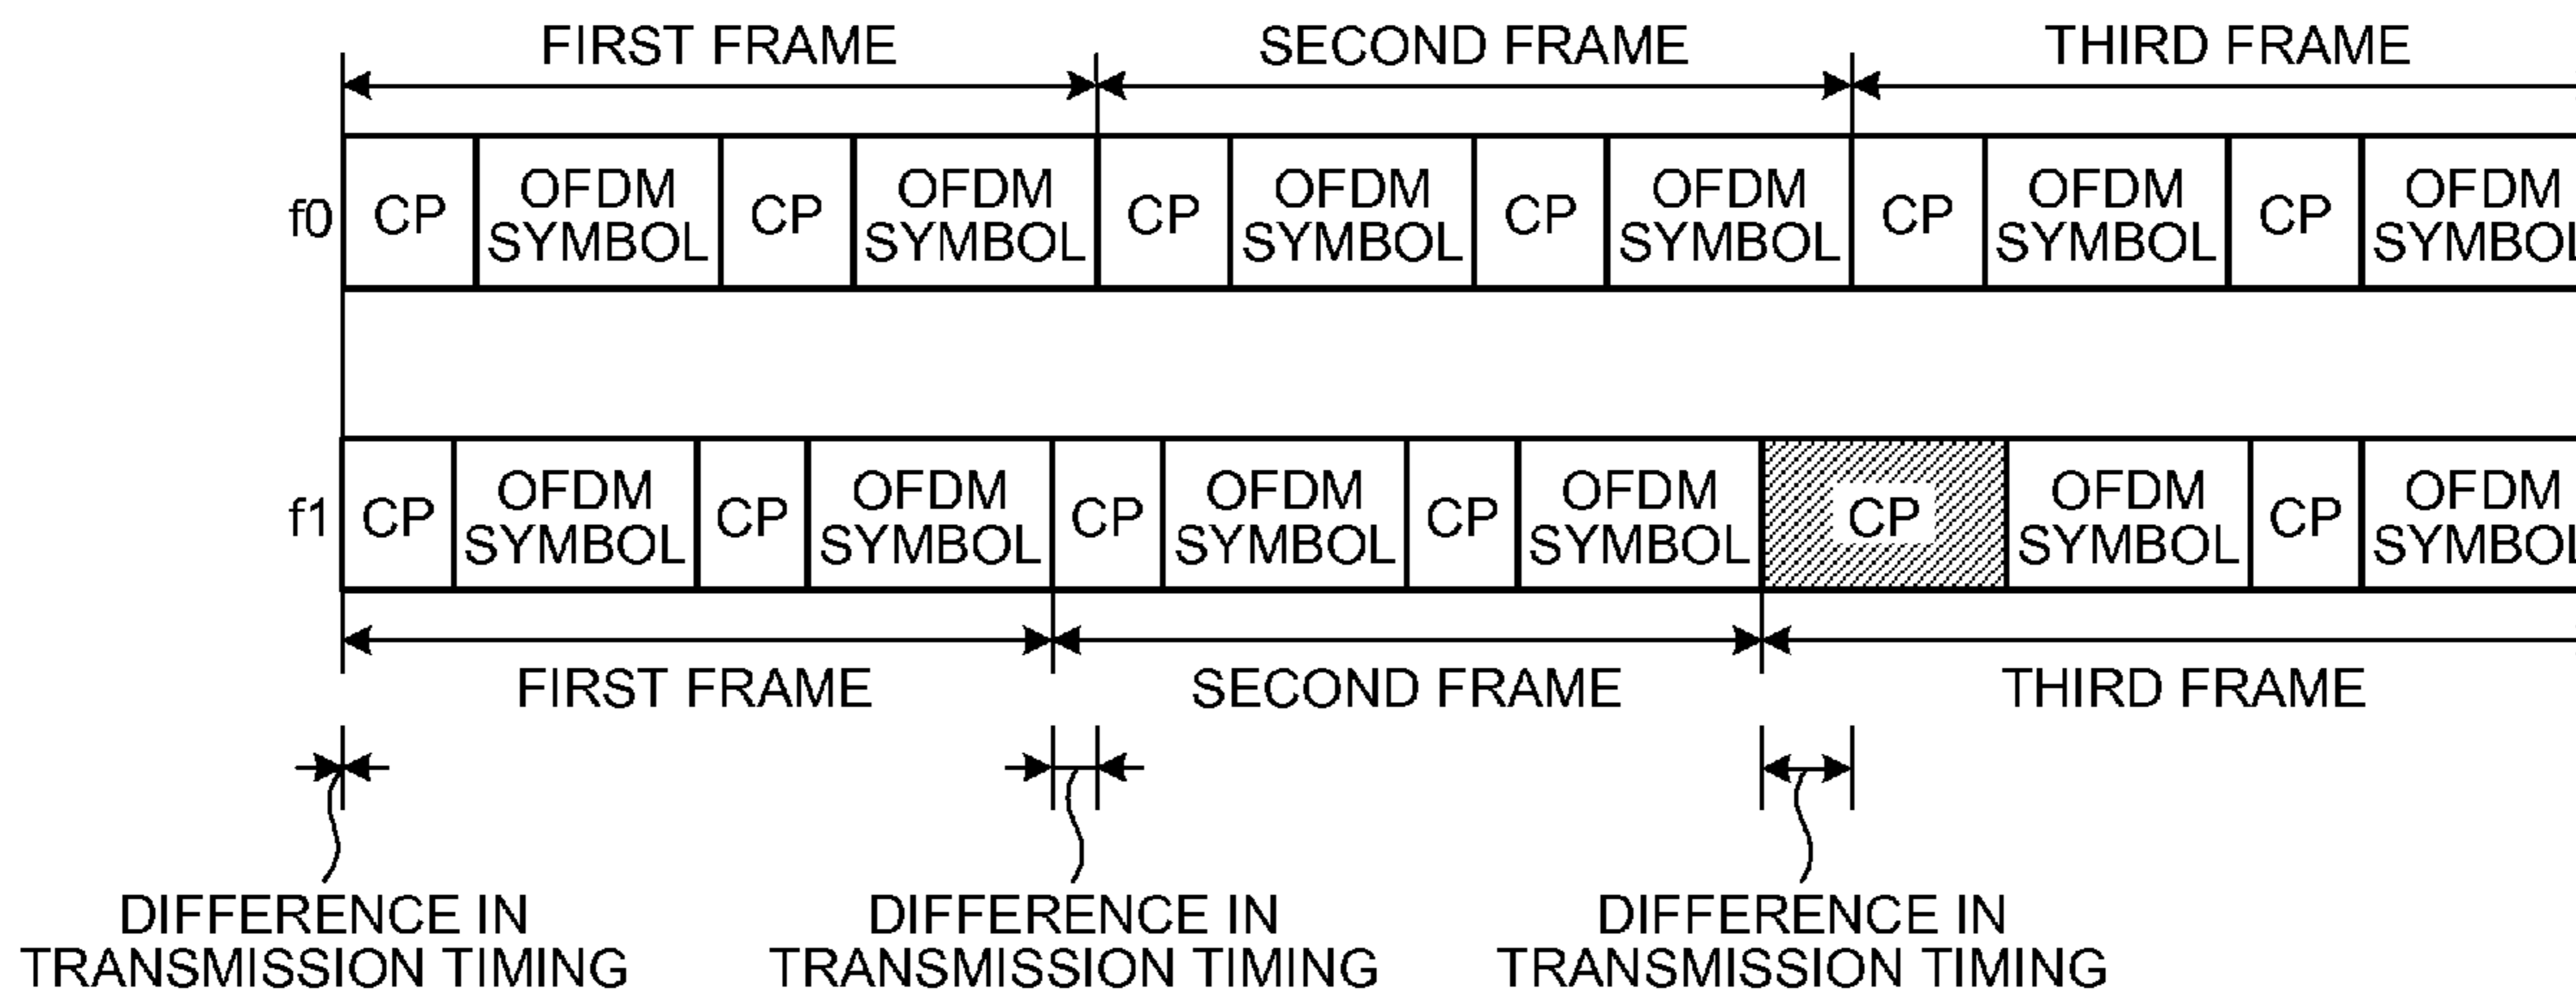 FIRST FRAME SECOND FRAME THIRD FRAME
f0 CP OFDM SYMBOL CP OFDM SYMBOL CP OFDM SYMBOL CP OFDM SYMBOL CP OFDM SYMBOL CP OFDM SYMBOL
f1 CP OFDM SYMBOL CP OFDM SYMBOL CP OFDM SYMBOL CP OFDM SYMBOL CP OFDM SYMBOL CP OFDM SYMBOL
FIRST FRAME SECOND FRAME THIRD FRAME
DIFFERENCE IN TRANSMISSION TIMING
DIFFERENCE IN TRANSMISSION TIMING
DIFFERENCE IN TRANSMISSION TIMING